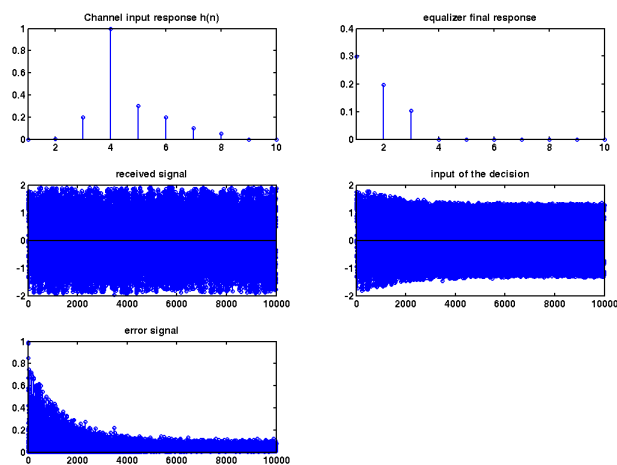 Channel input response h(n)
1
0.8
0.6
0.4
0.2
0
2 4 6 8 10
equalizer final response
0.4
0.3
0.2
0.1
0
2 4 6 8 10
received signal
2
1
0
-1
-2
0 2000 4000 6000 8000 10000
input of the decision
2
1
0
-1
-2
0 2000 4000 6000 8000 10000
error signal
1
0.8
0.6
0.4
0.2
0
0 2000 4000 6000 8000 10000